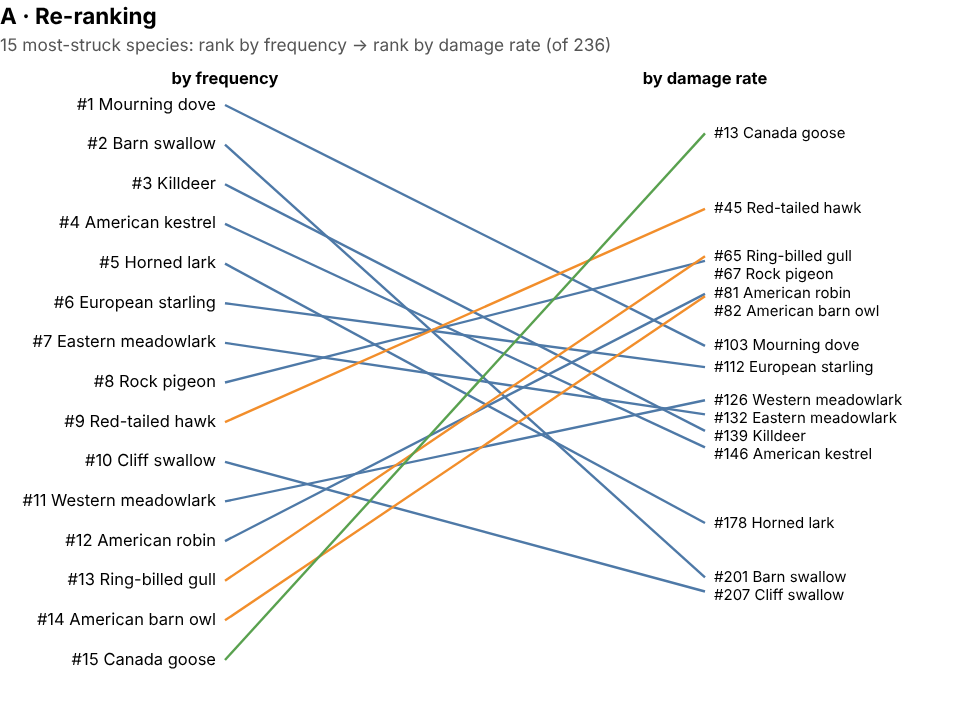 A · Re-ranking
15 most-struck species: rank by frequency → rank by damage rate (of 236)
by frequency
#1 Mourning dove
#2 Barn swallow
#3 Killdeer
#4 American kestrel
#5 Horned lark
#6 European starling
#7 Eastern meadowlark
#8 Rock pigeon
#9 Red-tailed hawk
#10 Cliff swallow
#11 Western meadowlark
#12 American robin
#13 Ring-billed gull
#14 American barn owl
#15 Canada goose
by damage rate
#13 Canada goose
#45 Red-tailed hawk
#65 Ring-billed gull
#67 Rock pigeon
#81 American robin
#82 American barn owl
#103 Mourning dove
#112 European starling
#126 Western meadowlark
#132 Eastern meadowlark
#139 Killdeer
#146 American kestrel
#178 Horned lark
#201 Barn swallow
#207 Cliff swallow